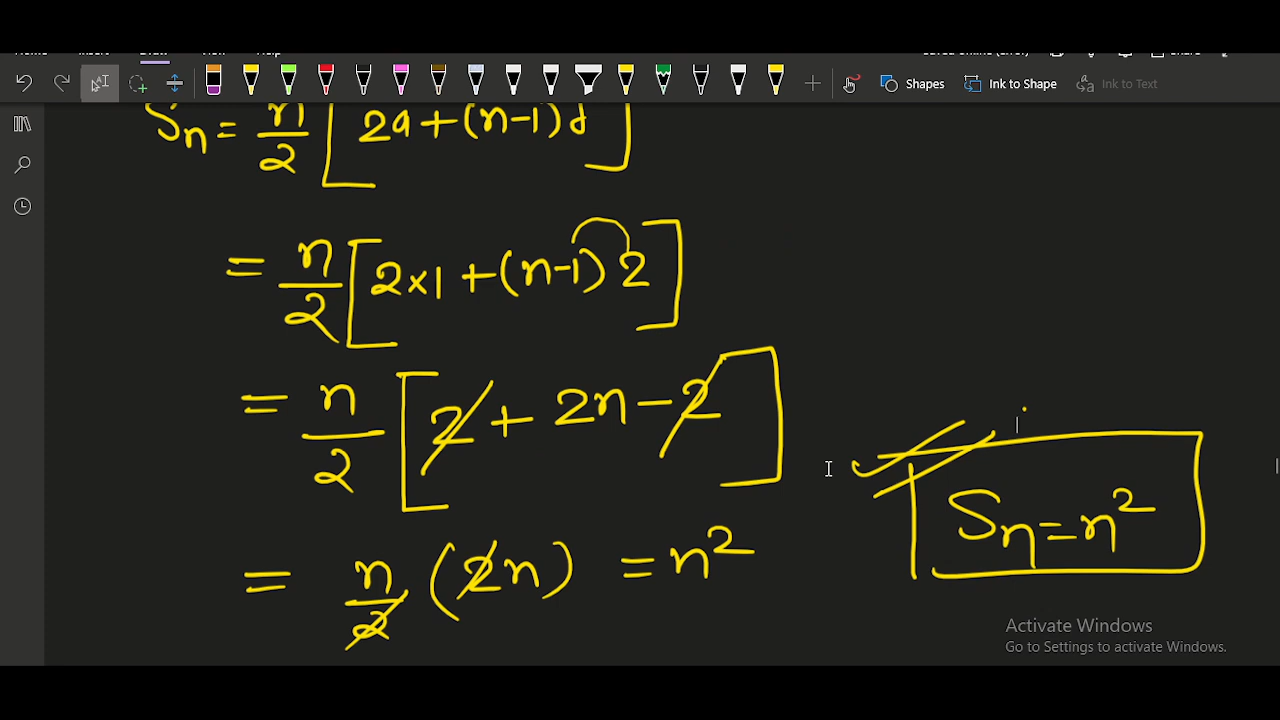 Shapes Ink to Shape Ink to Text
Sn = n/2 [2a+(n-1)d]
= n/2 [2×1+(n-1)2]
= n/2 [2+2n-2]
= n/2 (2n) = n²
Sn=n²
Activate Windows
Go to Settings to activate Windows.